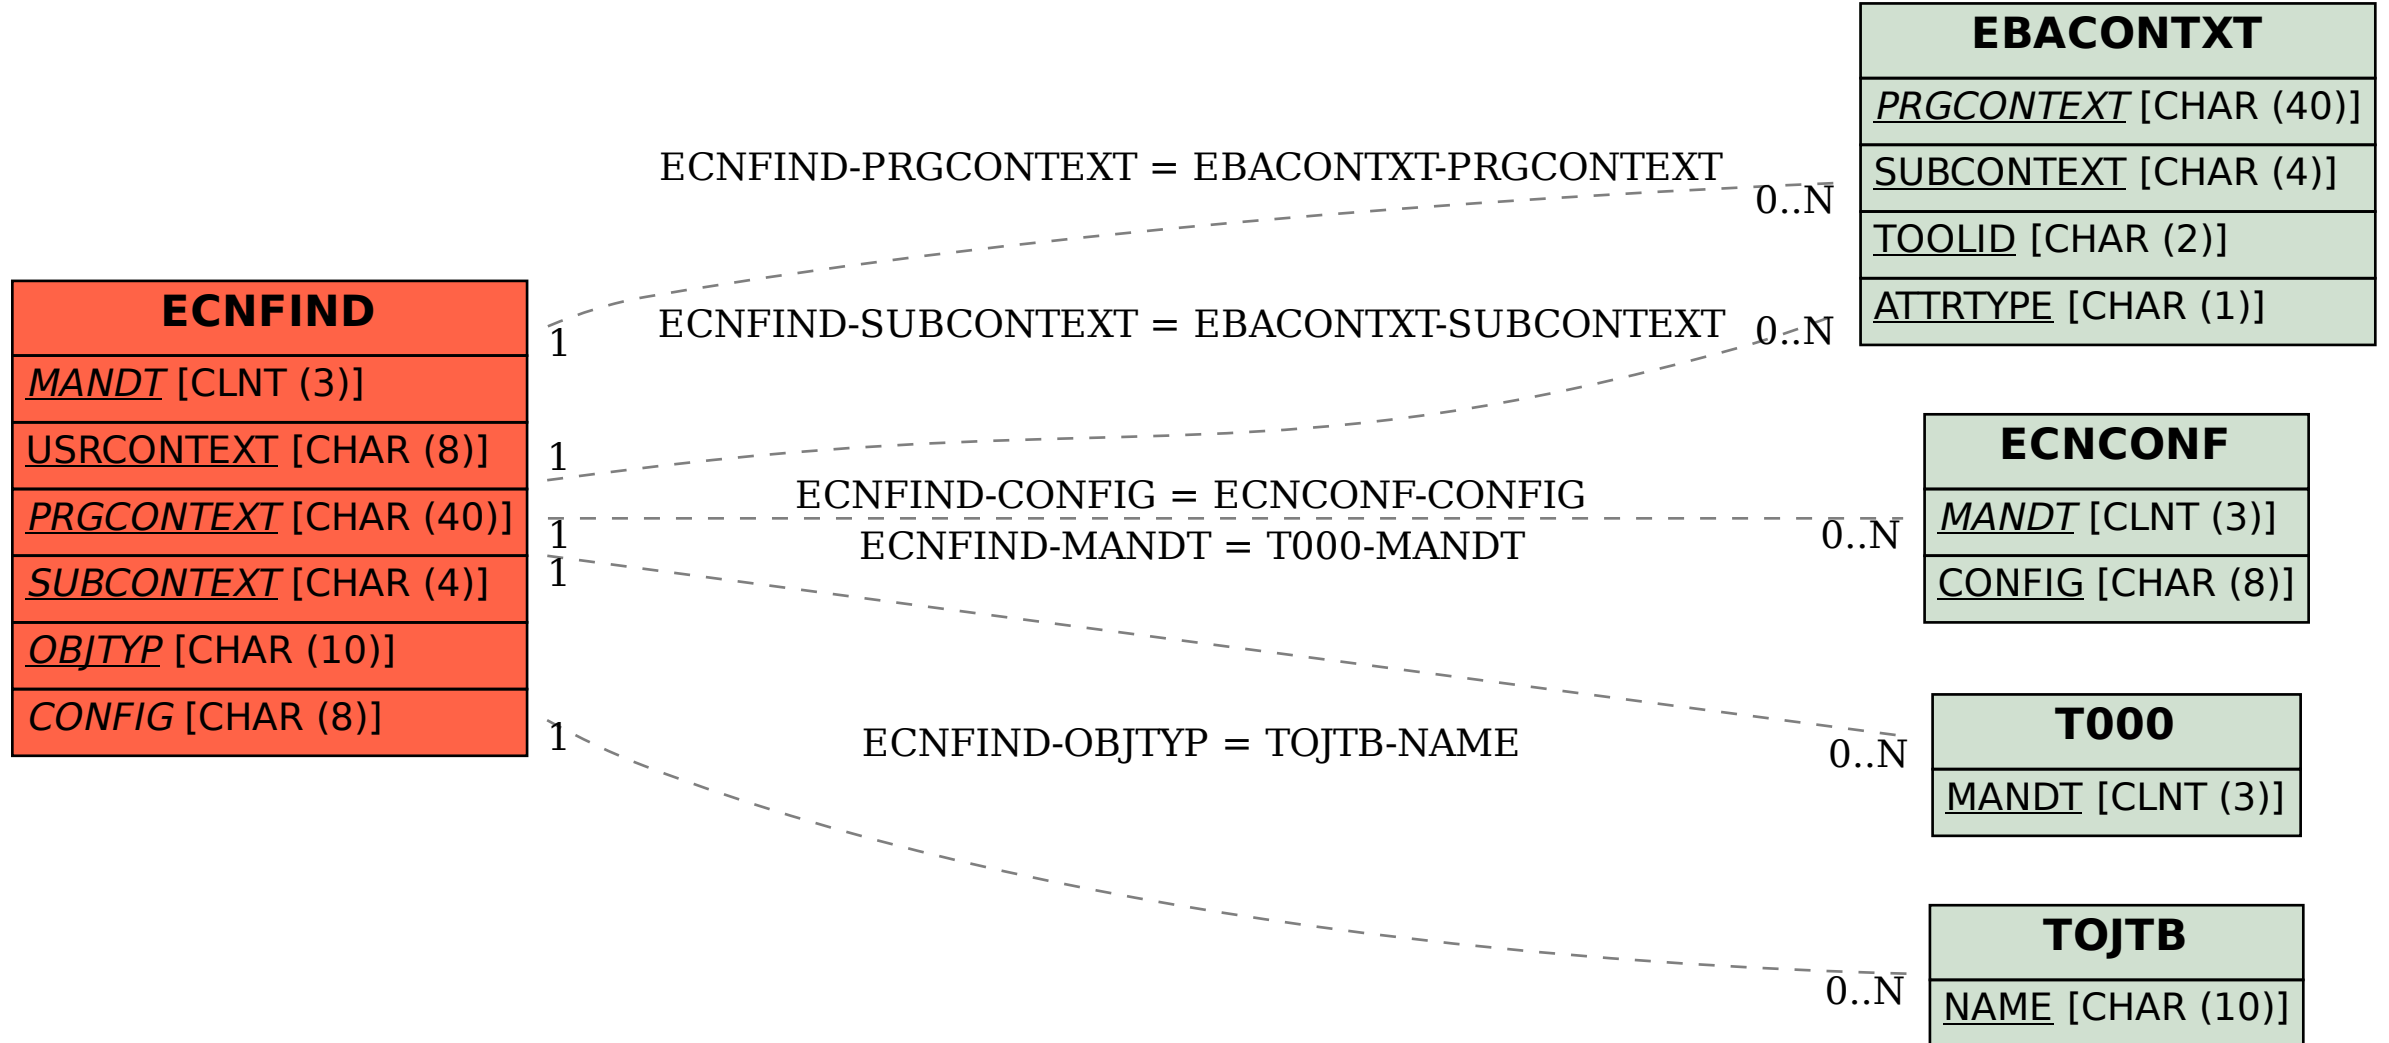 ECNFIND
MANDT [CLNT (3)]
USRCONTEXT [CHAR (8)]
PRGCONTEXT [CHAR (40)]
SUBCONTEXT [CHAR (4)]
OBJTYP [CHAR (10)]
CONFIG [CHAR (8)]
ECNFIND-PRGCONTEXT = EBACONTXT-PRGCONTEXT
1
0..N
ECNFIND-SUBCONTEXT = EBACONTXT-SUBCONTEXT
1
0..N
ECNFIND-CONFIG = ECNCONF-CONFIG
1
0..N
ECNFIND-MANDT = T000-MANDT
1
0..N
ECNFIND-OBJTYP = TOJTB-NAME
1
0..N
EBACONTXT
PRGCONTEXT [CHAR (40)]
SUBCONTEXT [CHAR (4)]
TOOLID [CHAR (2)]
ATTRTYPE [CHAR (1)]
ECNCONF
MANDT [CLNT (3)]
CONFIG [CHAR (8)]
T000
MANDT [CLNT (3)]
TOJTB
NAME [CHAR (10)]